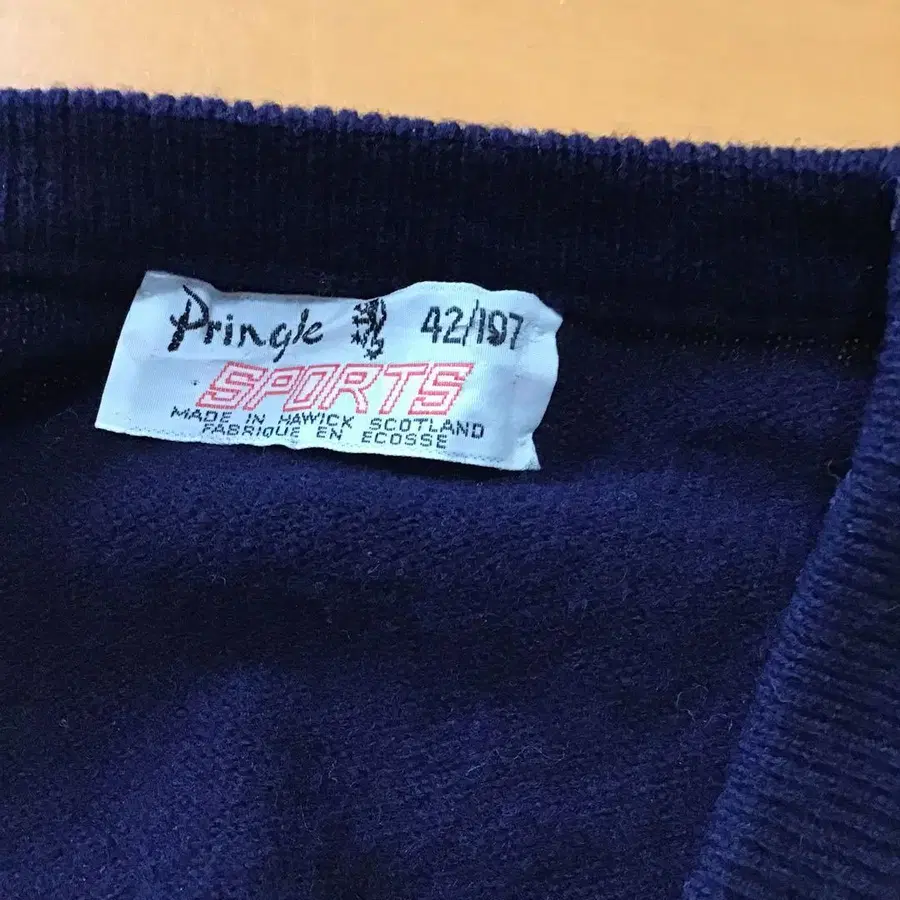 Pringle 42/107
SPORTS
MADE IN HAWICK SCOTLAND
FABRIQUE EN ECOSSE